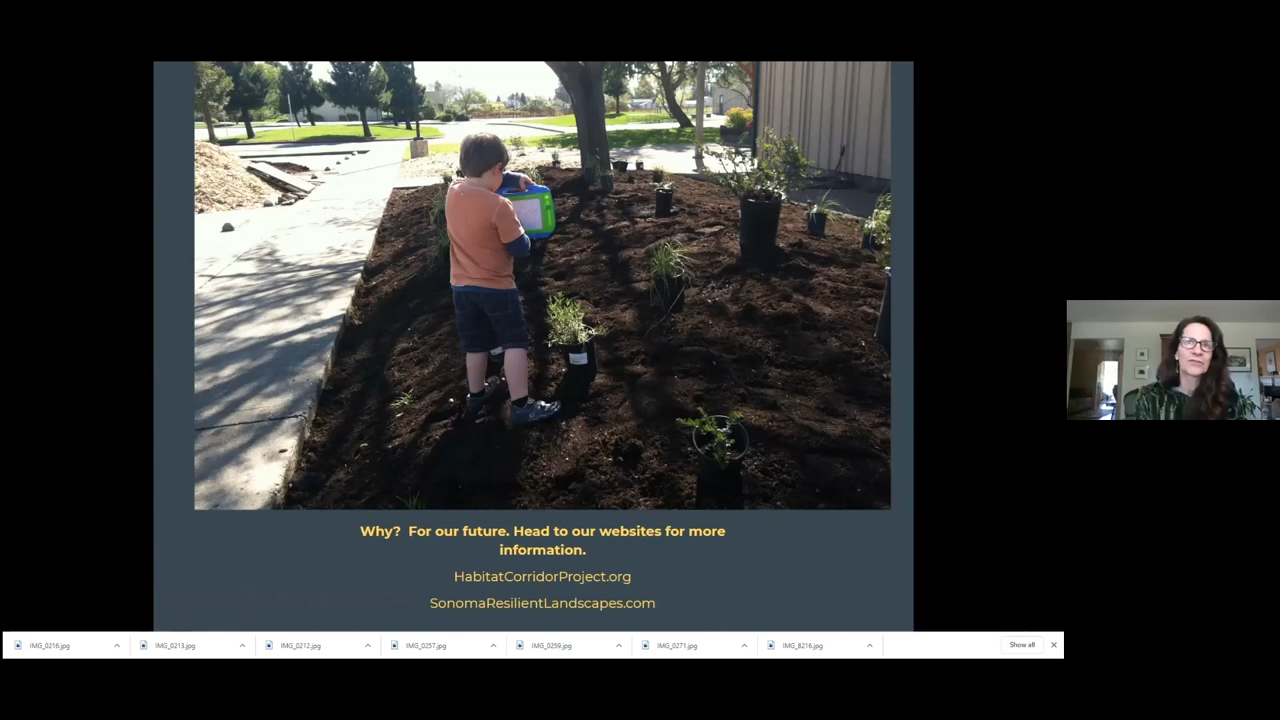 Why? For our future. Head to our websites for more
information.
HabitatCorridorProject.org
SonomaResilientLandscapes.com
IMG_0216.jpg
IMG_0213.jpg
IMG_0212.jpg
IMG_0257.jpg
IMG_0259.jpg
IMG_0271.jpg
IMG_8216.jpg
Show all